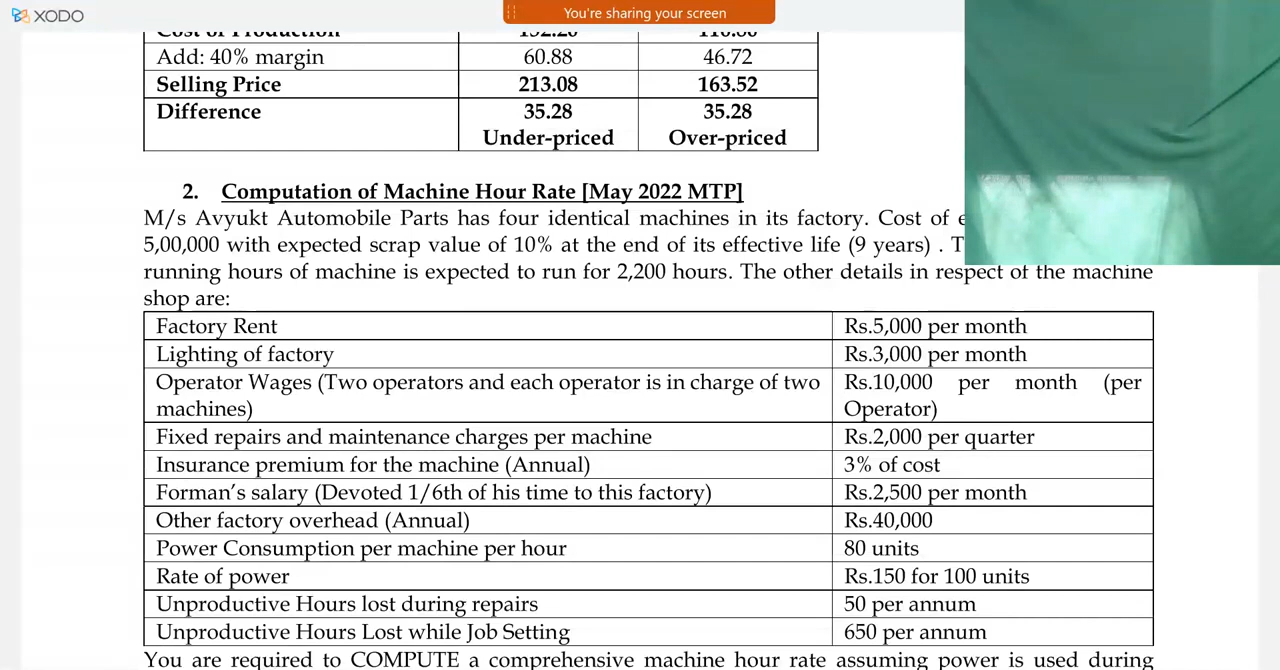 XODO
You're sharing your screen
Cost of Production 152.20 116.80
Add: 40% margin 60.88 46.72
Selling Price 213.08 163.52
Difference 35.28 35.28
Under-priced Over-priced
2. Computation of Machine Hour Rate [May 2022 MTP]
M/s Avyukt Automobile Parts has four identical machines in its factory. Cost of
5,00,000 with expected scrap value of 10% at the end of its effective life (9 years) .
running hours of machine is expected to run for 2,200 hours. The other details in respect of the machine
shop are:
Factory Rent Rs.5,000 per month
Lighting of factory Rs.3,000 per month
Operator Wages (Two operators and each operator is in charge of two Rs.10,000 per month (per
machines) Operator)
Fixed repairs and maintenance charges per machine Rs.2,000 per quarter
Insurance premium for the machine (Annual) 3% of cost
Forman's salary (Devoted 1/6th of his time to this factory) Rs.2,500 per month
Other factory overhead (Annual) Rs.40,000
Power Consumption per machine per hour 80 units
Rate of power Rs.150 for 100 units
Unproductive Hours lost during repairs 50 per annum
Unproductive Hours Lost while Job Setting 650 per annum
You are required to COMPUTE a comprehensive machine hour rate assuming power is used during